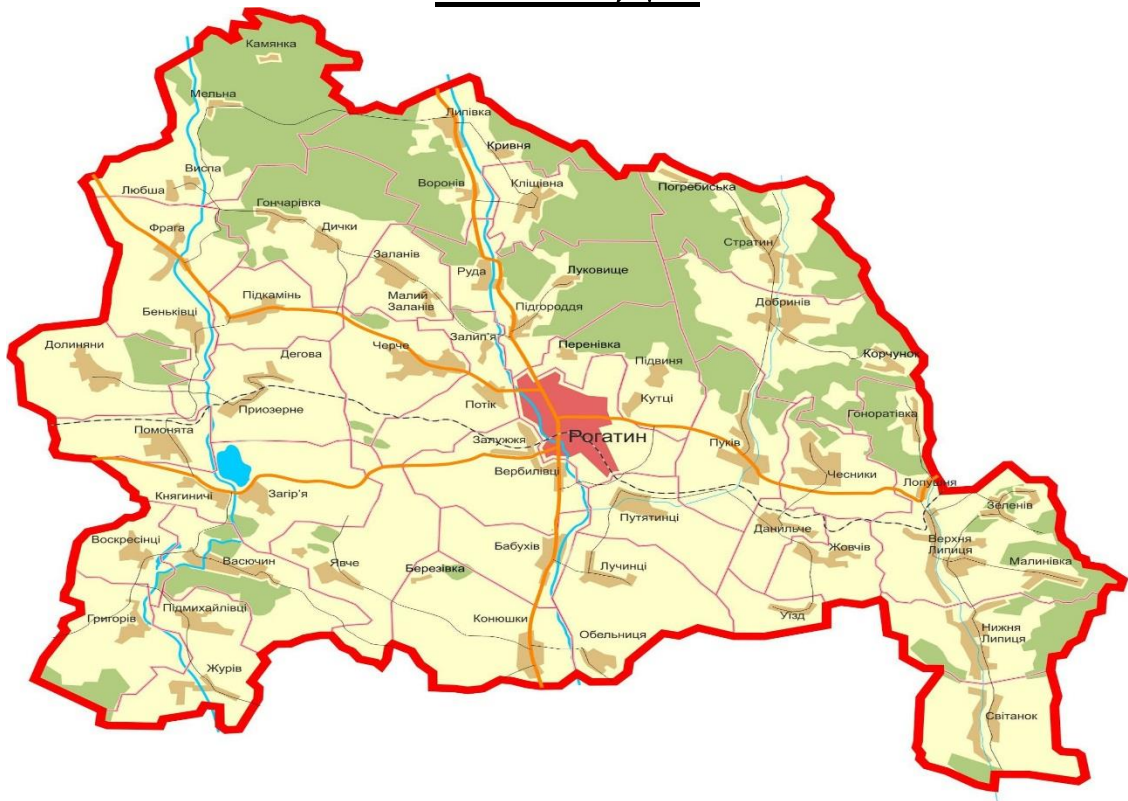 Камянка
Мельна
Липівка
Кривня
Виспа
Любша
Воронів
Кліщівна
Погребиська
Гончарівка
Фрага
Дички
Стратин
Заланів
Руда
Луковище
Підкамінь
Малий
Заланів
Підгороддя
Добринів
Беньківці
Залип'я
Долиняни
Черче
Перенівка
Дегова
Підвиня
Корчунок
Приозерне
Потік
Кутці
Гоноратівка
Помонята
Залужжя
Рогатин
Пуків
Вербилівці
Чесники
Княгиничі
Загір'я
Лопушня
Зеленів
Путятинці
Данильче
Воскресінці
Бабухів
Жовчів
Верхня
Липиця
Васючин
Явче
Березівка
Лучинці
Малинівка
Підмихайлівці
Григорів
Конюшки
Уїзд
Обельниця
Нижня
Липиця
Журів
Світанок